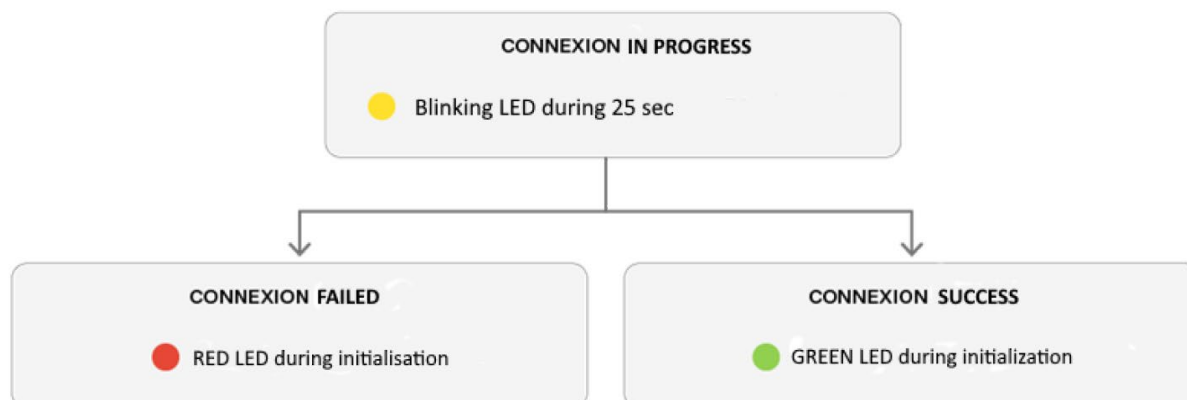 CONNEXION IN PROGRESS
Blinking LED during 25 sec
CONNEXION FAILED
RED LED during initialisation
CONNEXION SUCCESS
GREEN LED during initialization